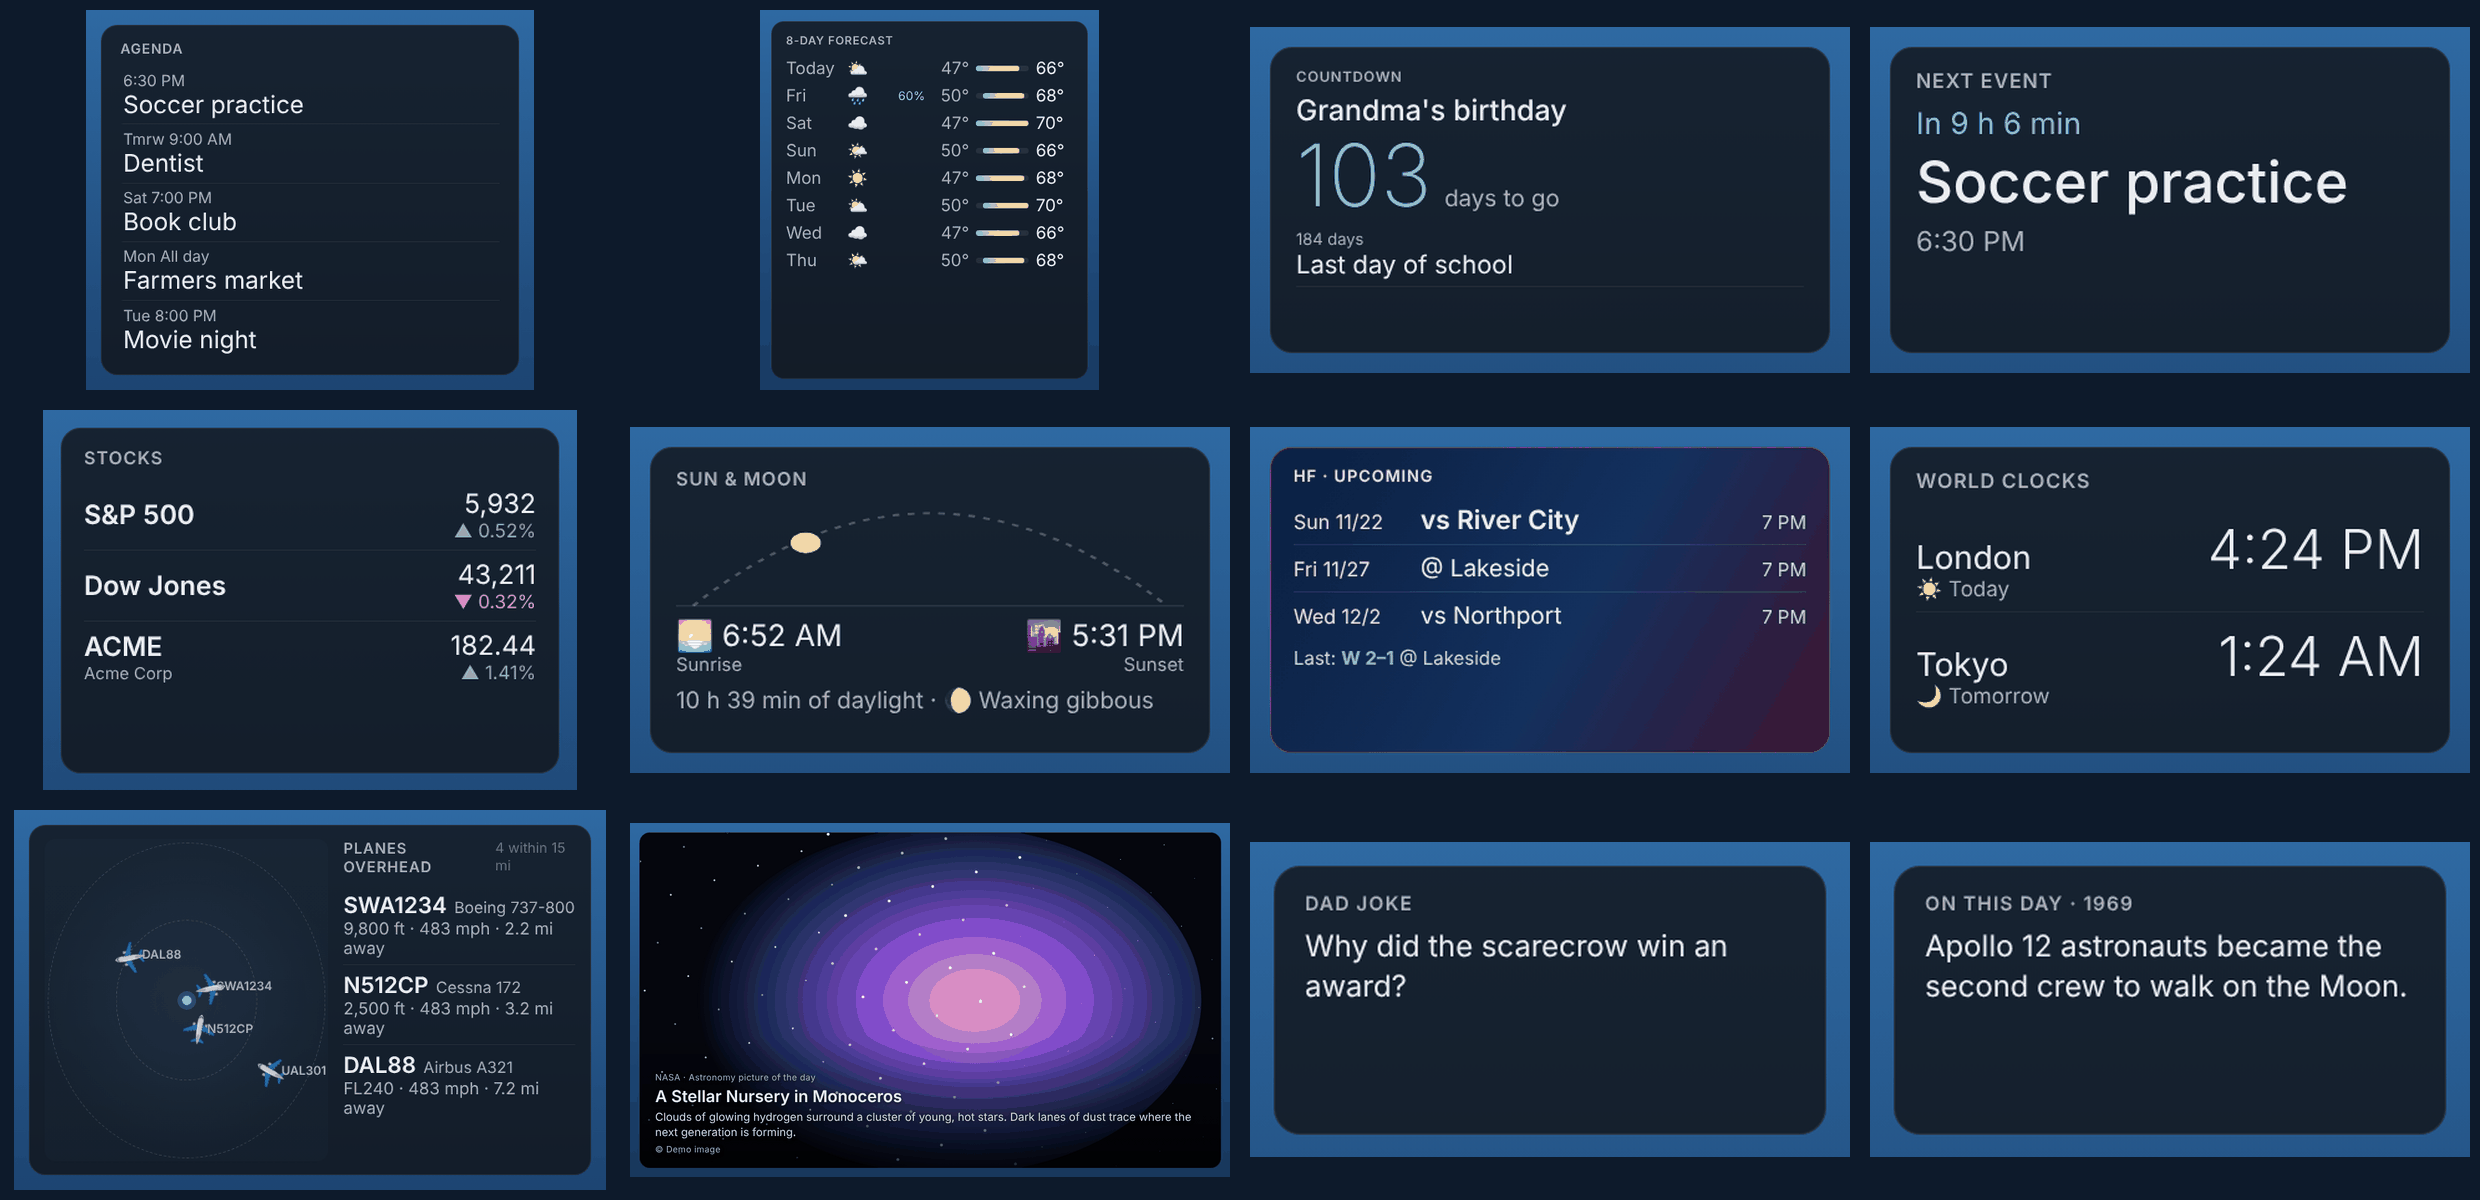 AGENDA
6:30 PM
Soccer practice
Tmrw 9:00 AM
Dentist
Sat 7:00 PM
Book club
Mon All day
Farmers market
Tue 8:00 PM
Movie night
8-DAY FORECAST
Today 47° 66°
Fri 60% 50° 68°
Sat 47° 70°
Sun 50° 66°
Mon 47° 68°
Tue 50° 70°
Wed 47° 66°
Thu 50° 68°
COUNTDOWN
Grandma's birthday
103 days to go
184 days
Last day of school
NEXT EVENT
In 9 h 6 min
Soccer practice
6:30 PM
STOCKS
S&P 500 5,932
▲ 0.52%
Dow Jones 43,211
▼ 0.32%
ACME 182.44
Acme Corp ▲ 1.41%
SUN & MOON
6:52 AM 5:31 PM
Sunrise Sunset
10 h 39 min of daylight · Waxing gibbous
HF · UPCOMING
Sun 11/22 vs River City 7 PM
Fri 11/27 @ Lakeside 7 PM
Wed 12/2 vs Northport 7 PM
Last: W 2–1 @ Lakeside
WORLD CLOCKS
London 4:24 PM
Today
Tokyo 1:24 AM
Tomorrow
DAL88
SWA1234
N512CP
UAL301
PLANES OVERHEAD
4 within 15 mi
SWA1234 Boeing 737-800
9,800 ft · 483 mph · 2.2 mi
away
N512CP Cessna 172
2,500 ft · 483 mph · 3.2 mi
away
DAL88 Airbus A321
FL240 · 483 mph · 7.2 mi
away
NASA · Astronomy picture of the day
A Stellar Nursery in Monoceros
Clouds of glowing hydrogen surround a cluster of young, hot stars. Dark lanes of dust trace where the
next generation is forming.
© Demo image
DAD JOKE
Why did the scarecrow win an
award?
ON THIS DAY · 1969
Apollo 12 astronauts became the
second crew to walk on the Moon.